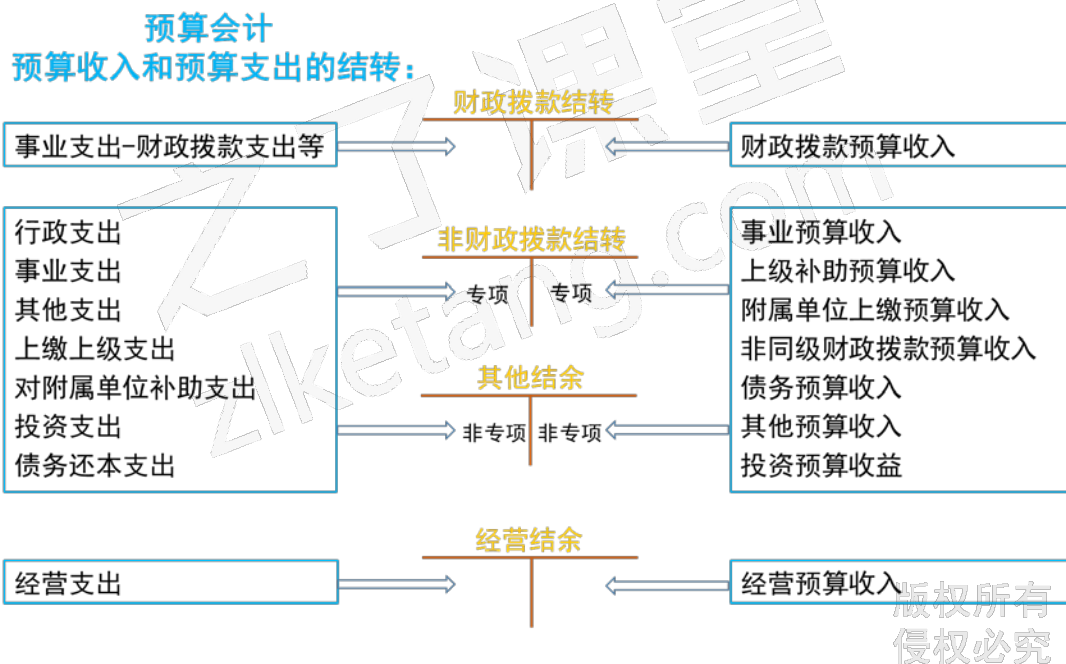 预算会计
预算收入和预算支出的结转：
财政拨款结转
事业支出-财政拨款支出等
财政拨款预算收入
行政支出
事业支出
其他支出
上缴上级支出
对附属单位补助支出
投资支出
债务还本支出
非财政拨款结转
专项 专项
其他结余
非专项 非专项
事业预算收入
上级补助预算收入
附属单位上缴预算收入
非同级财政拨款预算收入
债务预算收入
其他预算收入
投资预算收益
经营结余
经营支出
经营预算收入
之了课堂
zlketang.com
版权所有
侵权必究